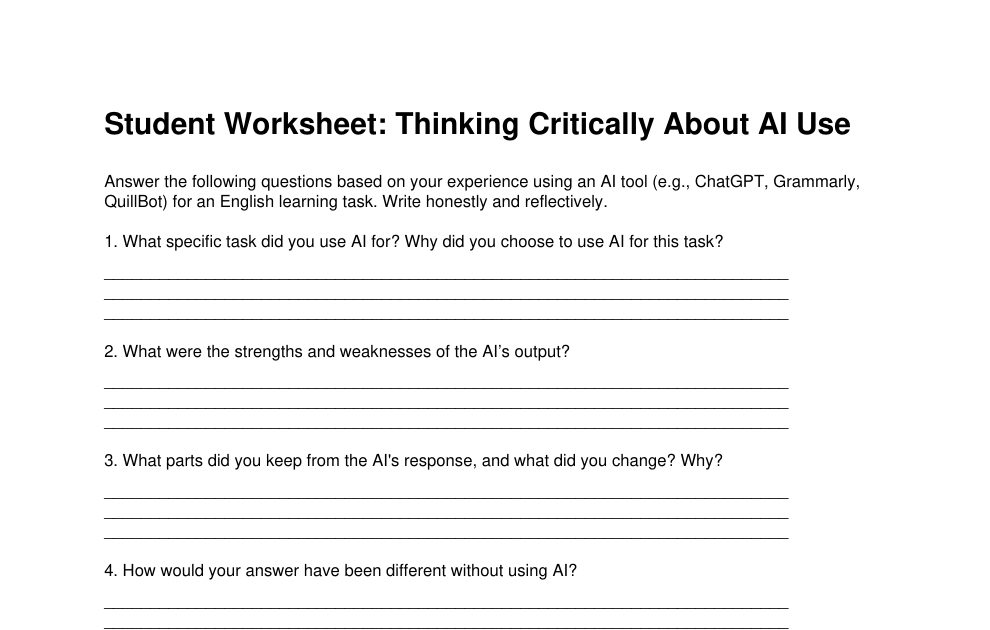 Student Worksheet: Thinking Critically About AI Use
Answer the following questions based on your experience using an AI tool (e.g., ChatGPT, Grammarly,
QuillBot) for an English learning task. Write honestly and reflectively.
1. What specific task did you use AI for? Why did you choose to use AI for this task?
2. What were the strengths and weaknesses of the AI’s output?
3. What parts did you keep from the AI's response, and what did you change? Why?
4. How would your answer have been different without using AI?